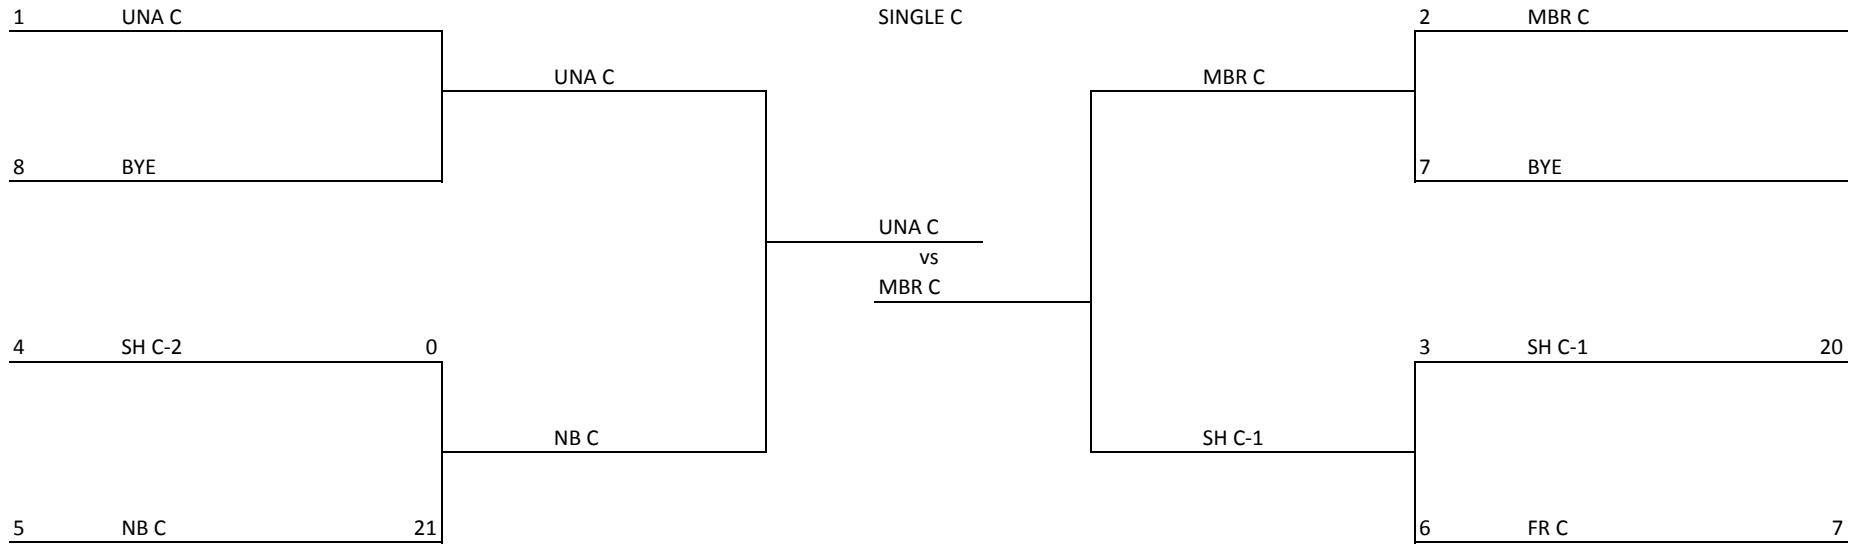 1 UNA C SINGLE C 2 MBR C
UNA C MBR C
8 BYE 7 BYE
UNA C
vs
MBR C
4 SH C-2 0 3 SH C-1 20
NB C SH C-1
5 NB C 21 6 FR C 7